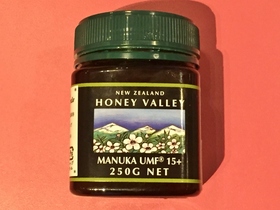 NEW ZEALAND
HONEY VALLEY
MANUKA UMF® 15+
250G NET